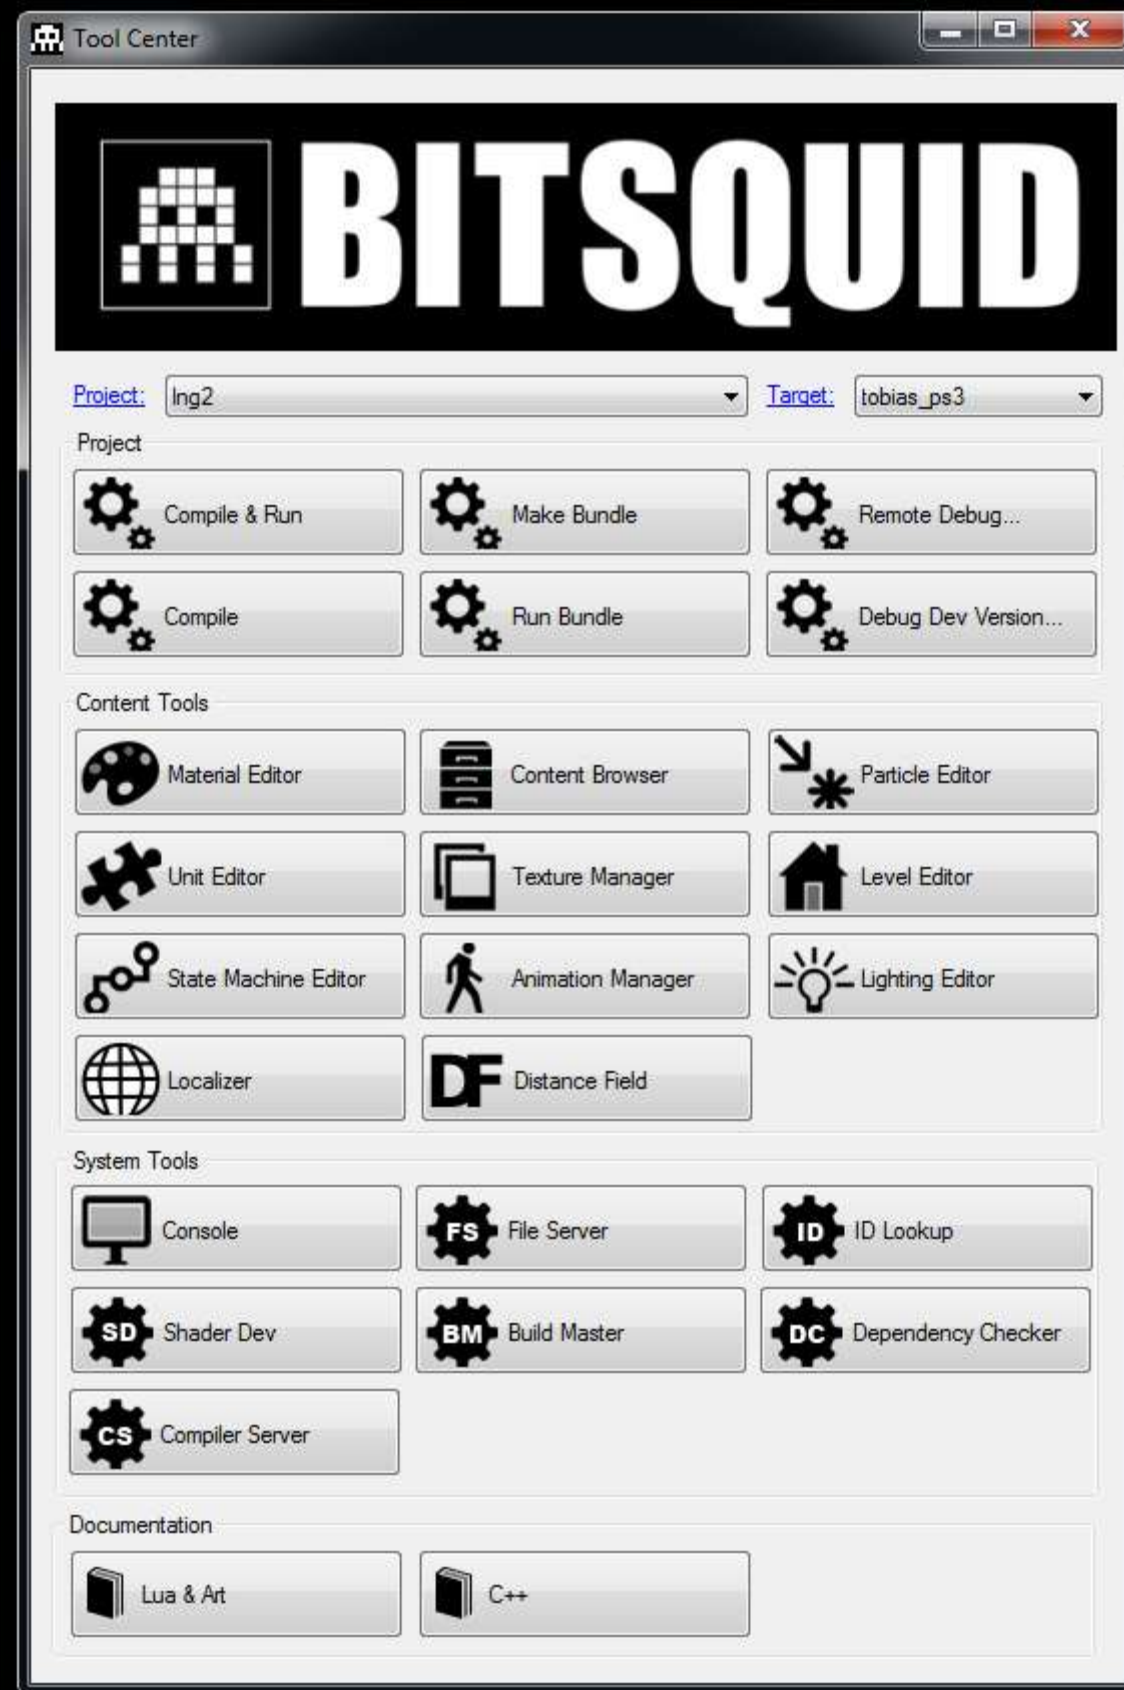 Tool Center
BITSQUID
Project: lng2 Target: tobias_ps3
Project
Compile & Run Make Bundle Remote Debug...
Compile Run Bundle Debug Dev Version...
Content Tools
Material Editor Content Browser Particle Editor
Unit Editor Texture Manager Level Editor
State Machine Editor Animation Manager Lighting Editor
Localizer DF Distance Field
System Tools
Console FS File Server ID ID Lookup
SD Shader Dev BM Build Master DC Dependency Checker
CS Compiler Server
Documentation
Lua & Art C++